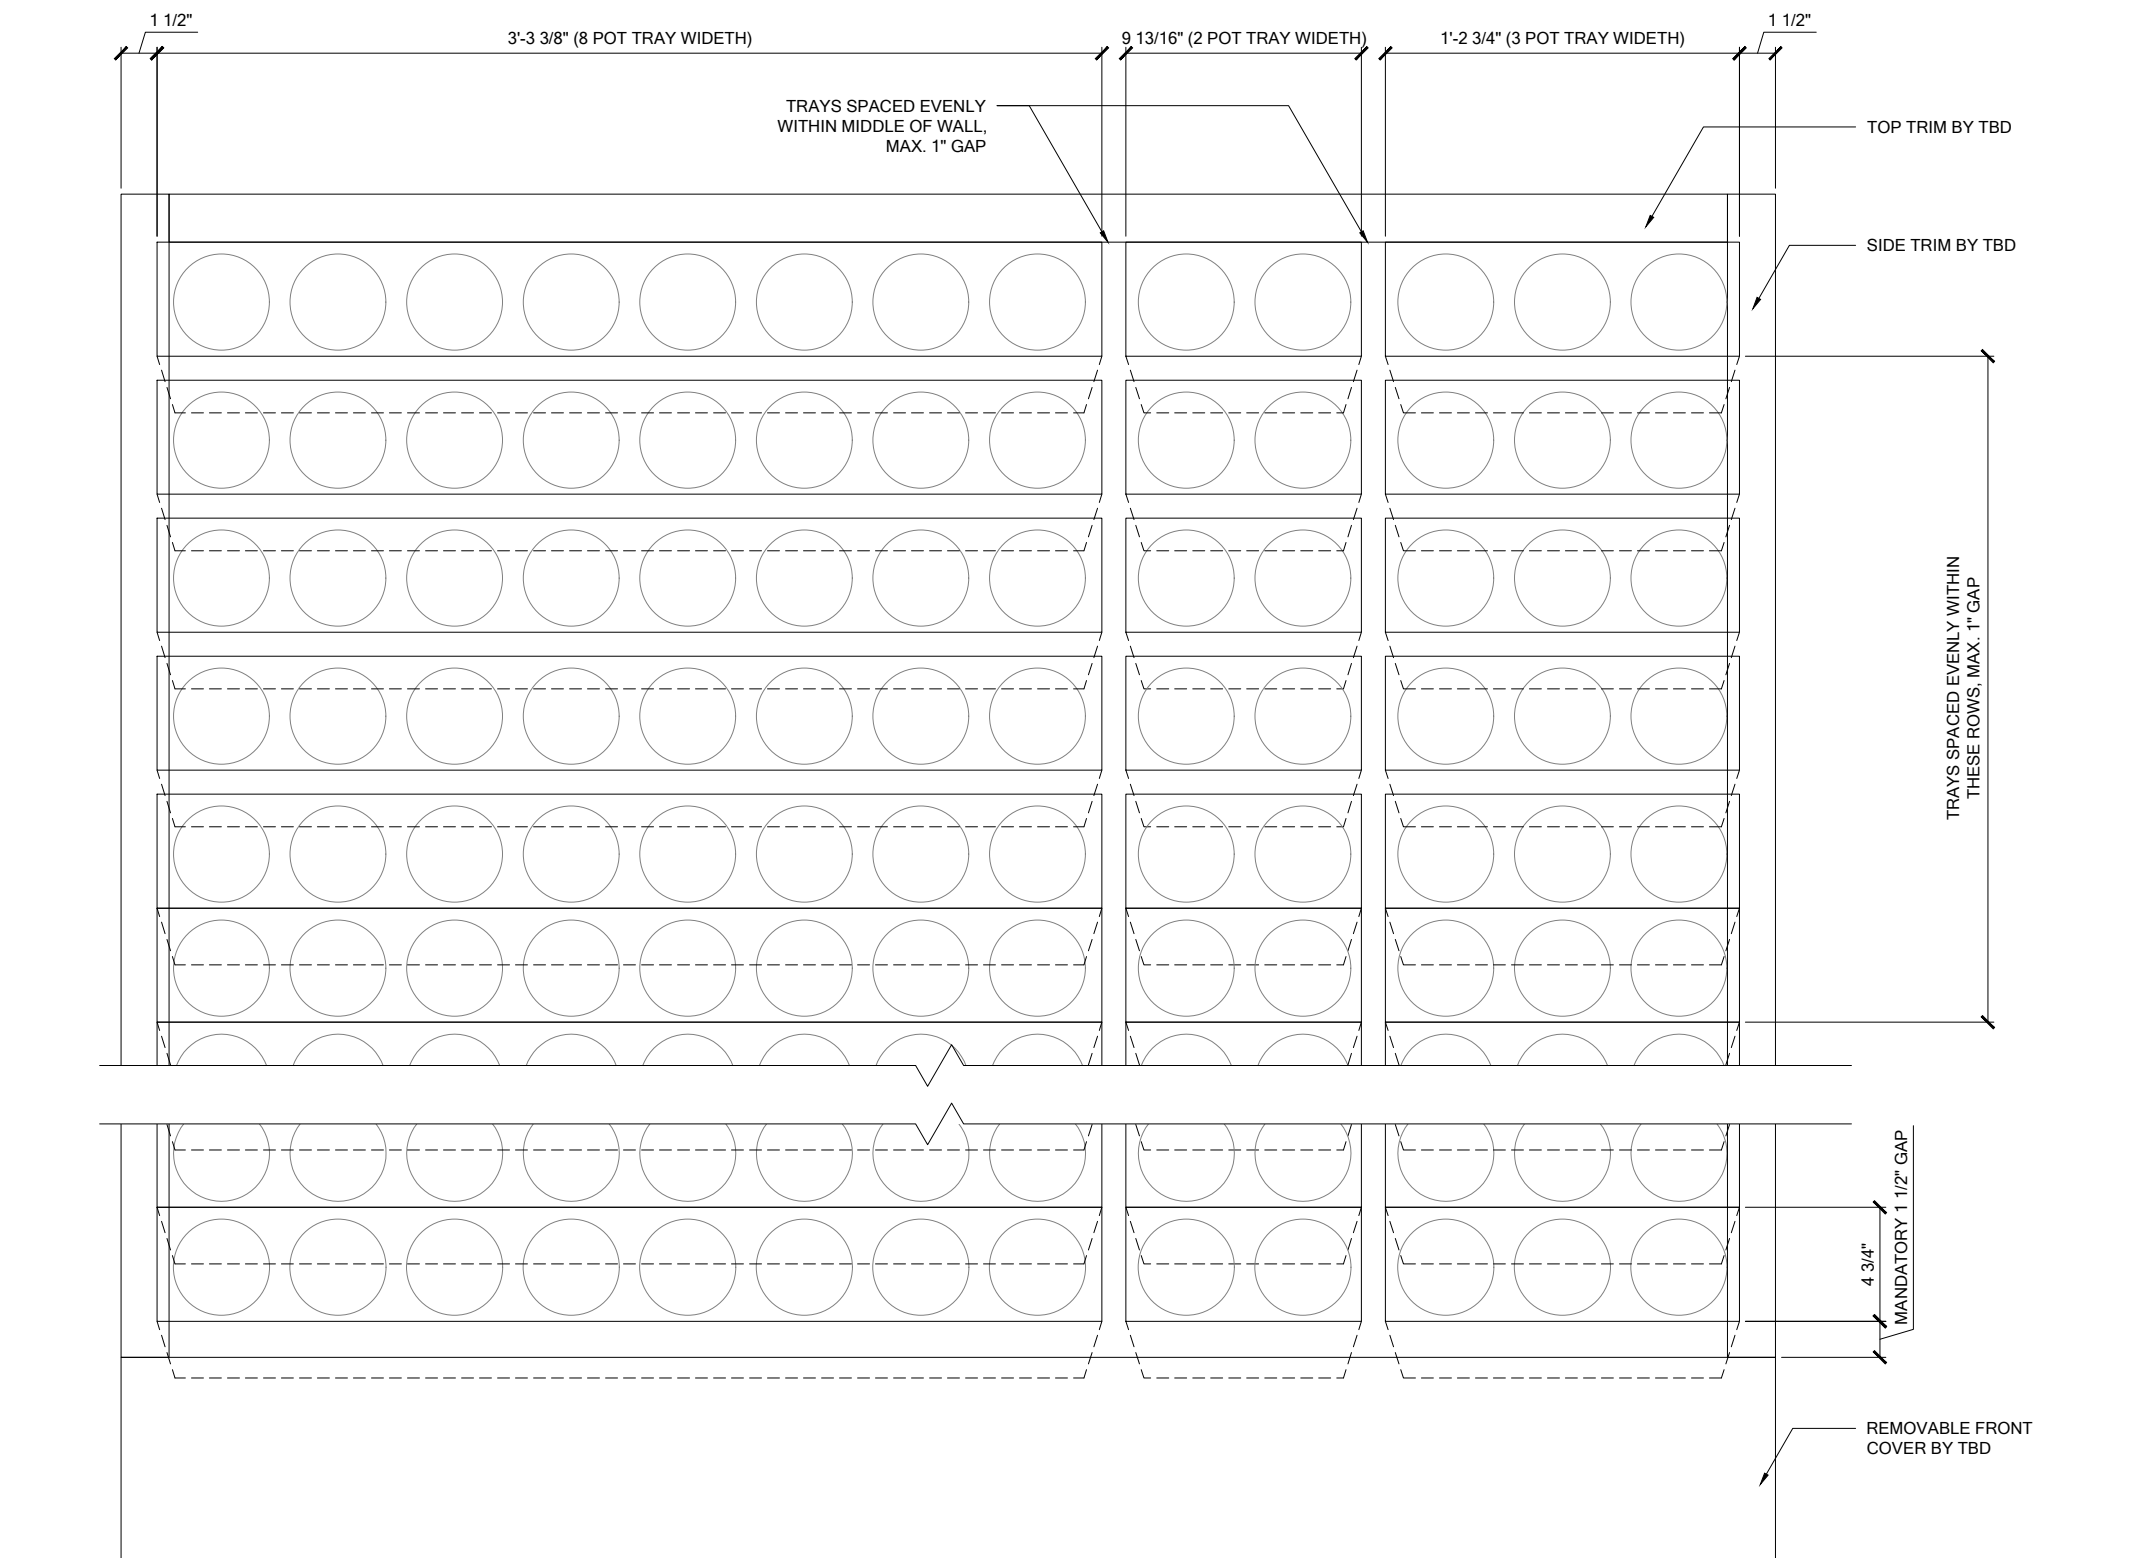 1 1/2"
3'-3 3/8" (8 POT TRAY WIDETH)
9 13/16" (2 POT TRAY WIDETH)
1'-2 3/4" (3 POT TRAY WIDETH)
1 1/2"
TRAYS SPACED EVENLY
WITHIN MIDDLE OF WALL,
MAX. 1" GAP
TOP TRIM BY TBD
SIDE TRIM BY TBD
TRAYS SPACED EVENLY WITHIN
THESE ROWS, MAX. 1" GAP
4 3/4"
MANDATORY 1 1/2" GAP
REMOVABLE FRONT
COVER BY TBD